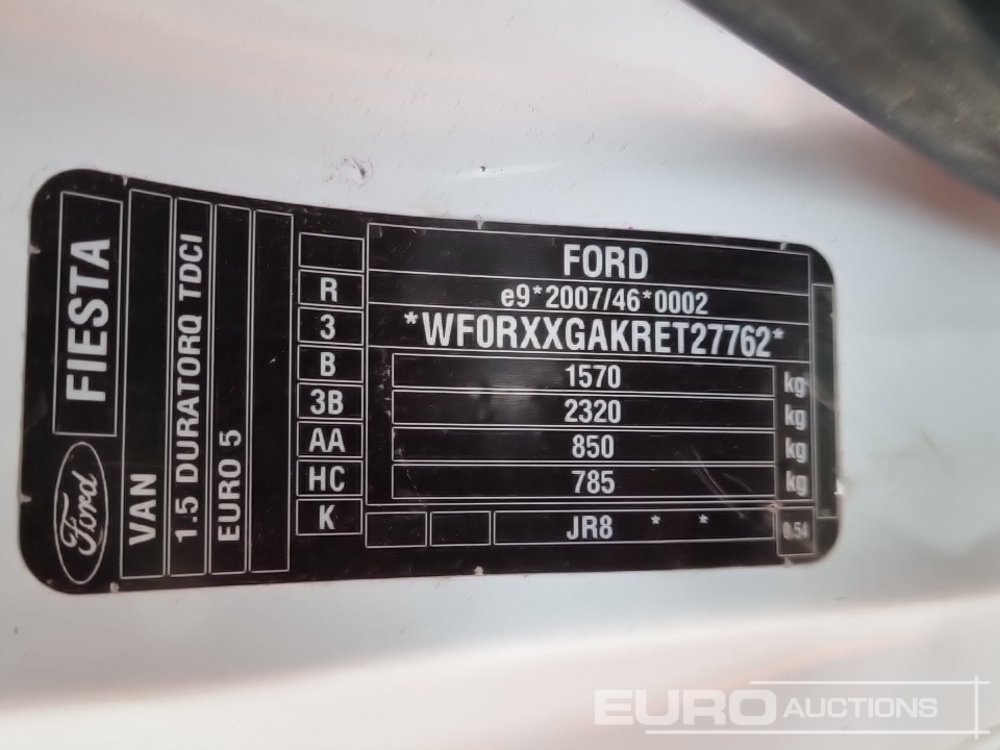 Ford
FIESTA
VAN
1.5 DURATORQ TDCI
EURO 5
R
3
B
3B
AA
HC
K
FORD
e9*2007/46*0002
*WF0RXXGAKRET27762*
1570 kg
2320 kg
850 kg
785 kg
JR8 * *
0.54
EURO AUCTIONS